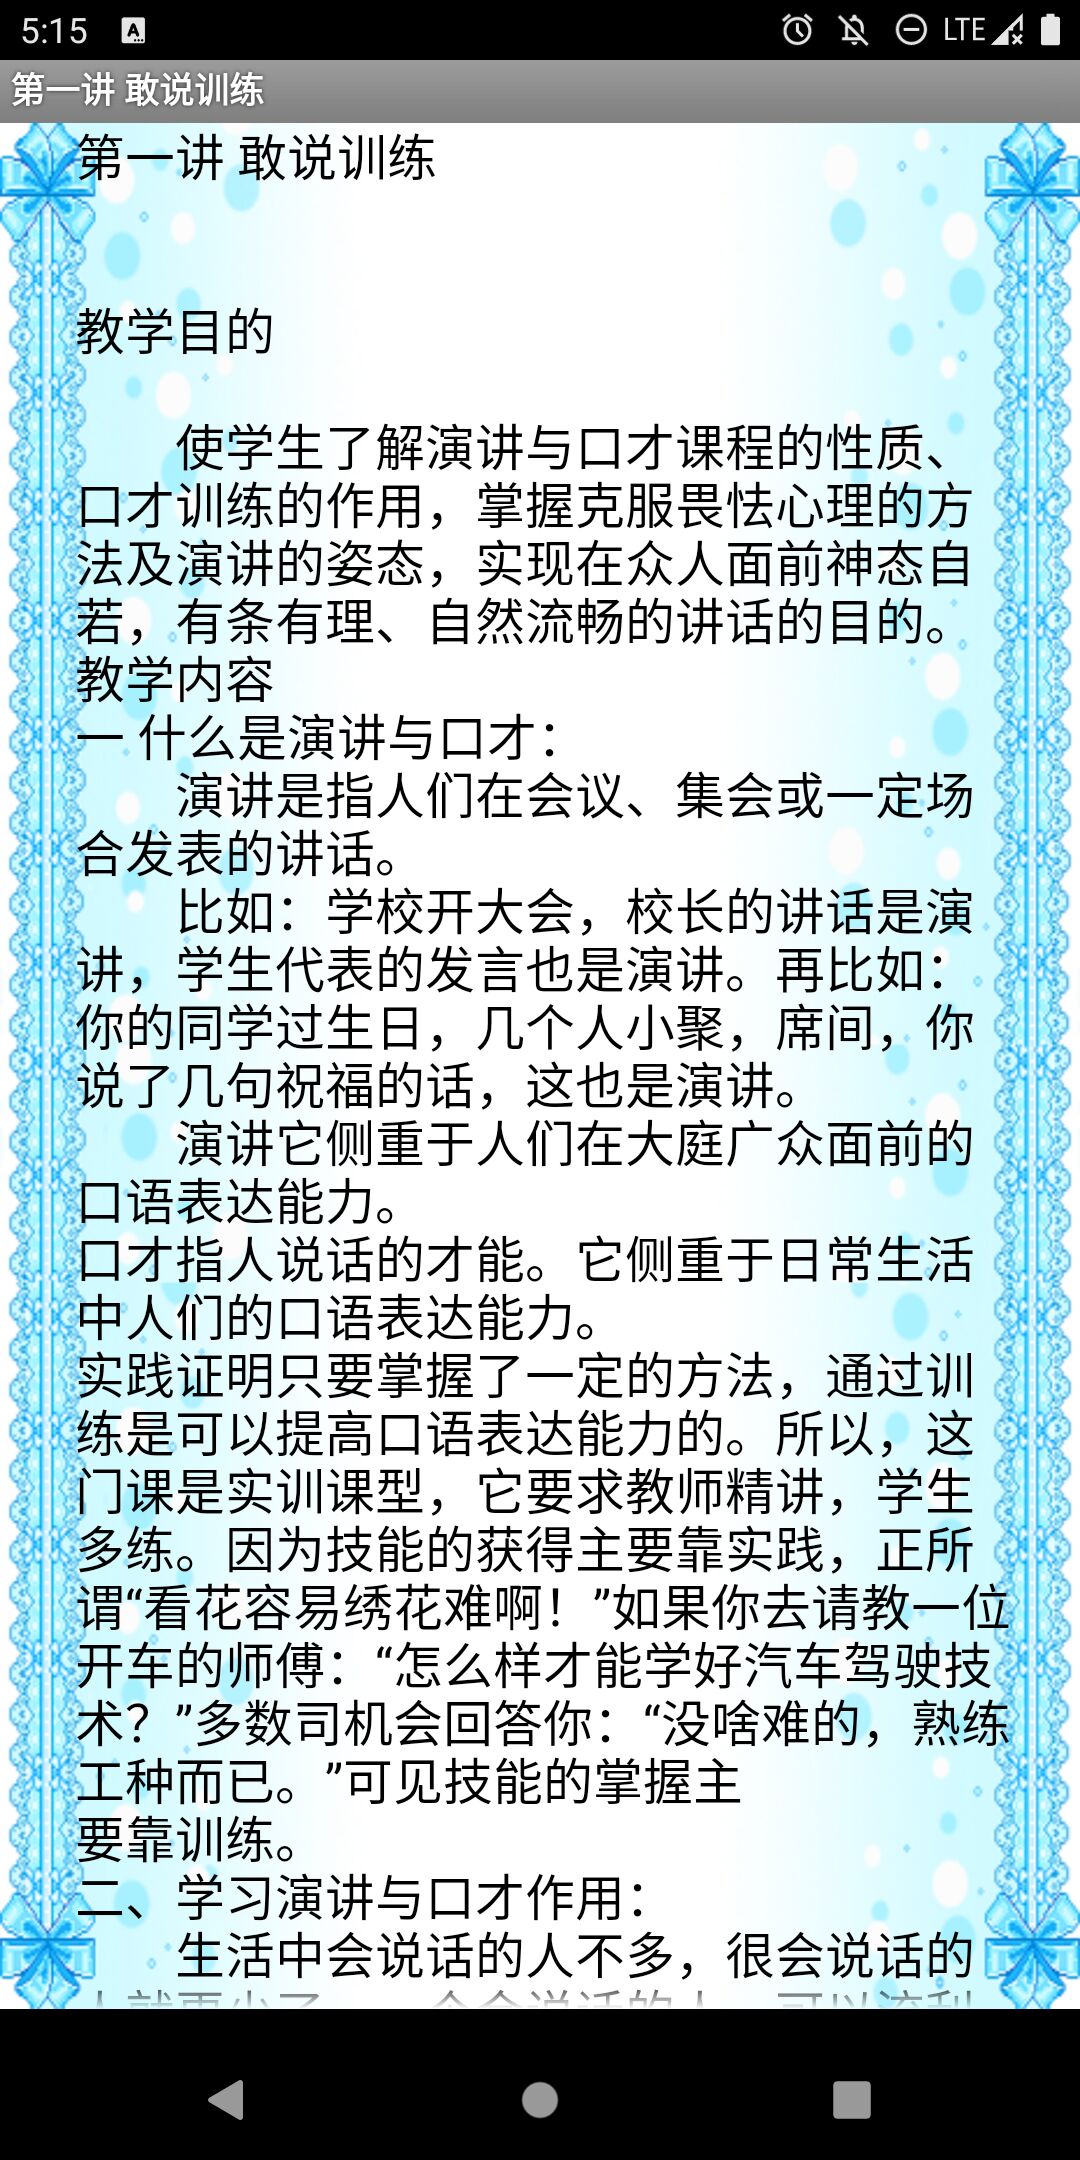 5:15
LTE
第一讲 敢说训练
第一讲 敢说训练
教学目的
使学生了解演讲与口才课程的性质、
口才训练的作用，掌握克服畏怯心理的方
法及演讲的姿态，实现在众人面前神态自
若，有条有理、自然流畅的讲话的目的。
教学内容
一 什么是演讲与口才：
演讲是指人们在会议、集会或一定场
合发表的讲话。
比如：学校开大会，校长的讲话是演
讲，学生代表的发言也是演讲。再比如：
你的同学过生日，几个人小聚，席间，你
说了几句祝福的话，这也是演讲。
演讲它侧重于人们在大庭广众面前的
口语表达能力。
口才指人说话的才能。它侧重于日常生活
中人们的口语表达能力。
实践证明只要掌握了一定的方法，通过训
练是可以提高口语表达能力的。所以，这
门课是实训课型，它要求教师精讲，学生
多练。因为技能的获得主要靠实践，正所
谓“看花容易绣花难啊！”如果你去请教一位
开车的师傅：“怎么样才能学好汽车驾驶技
术？”多数司机会回答你：“没啥难的，熟练
工种而已。”可见技能的掌握主
要靠训练。
二、学习演讲与口才作用：
生活中会说话的人不多，很会说话的